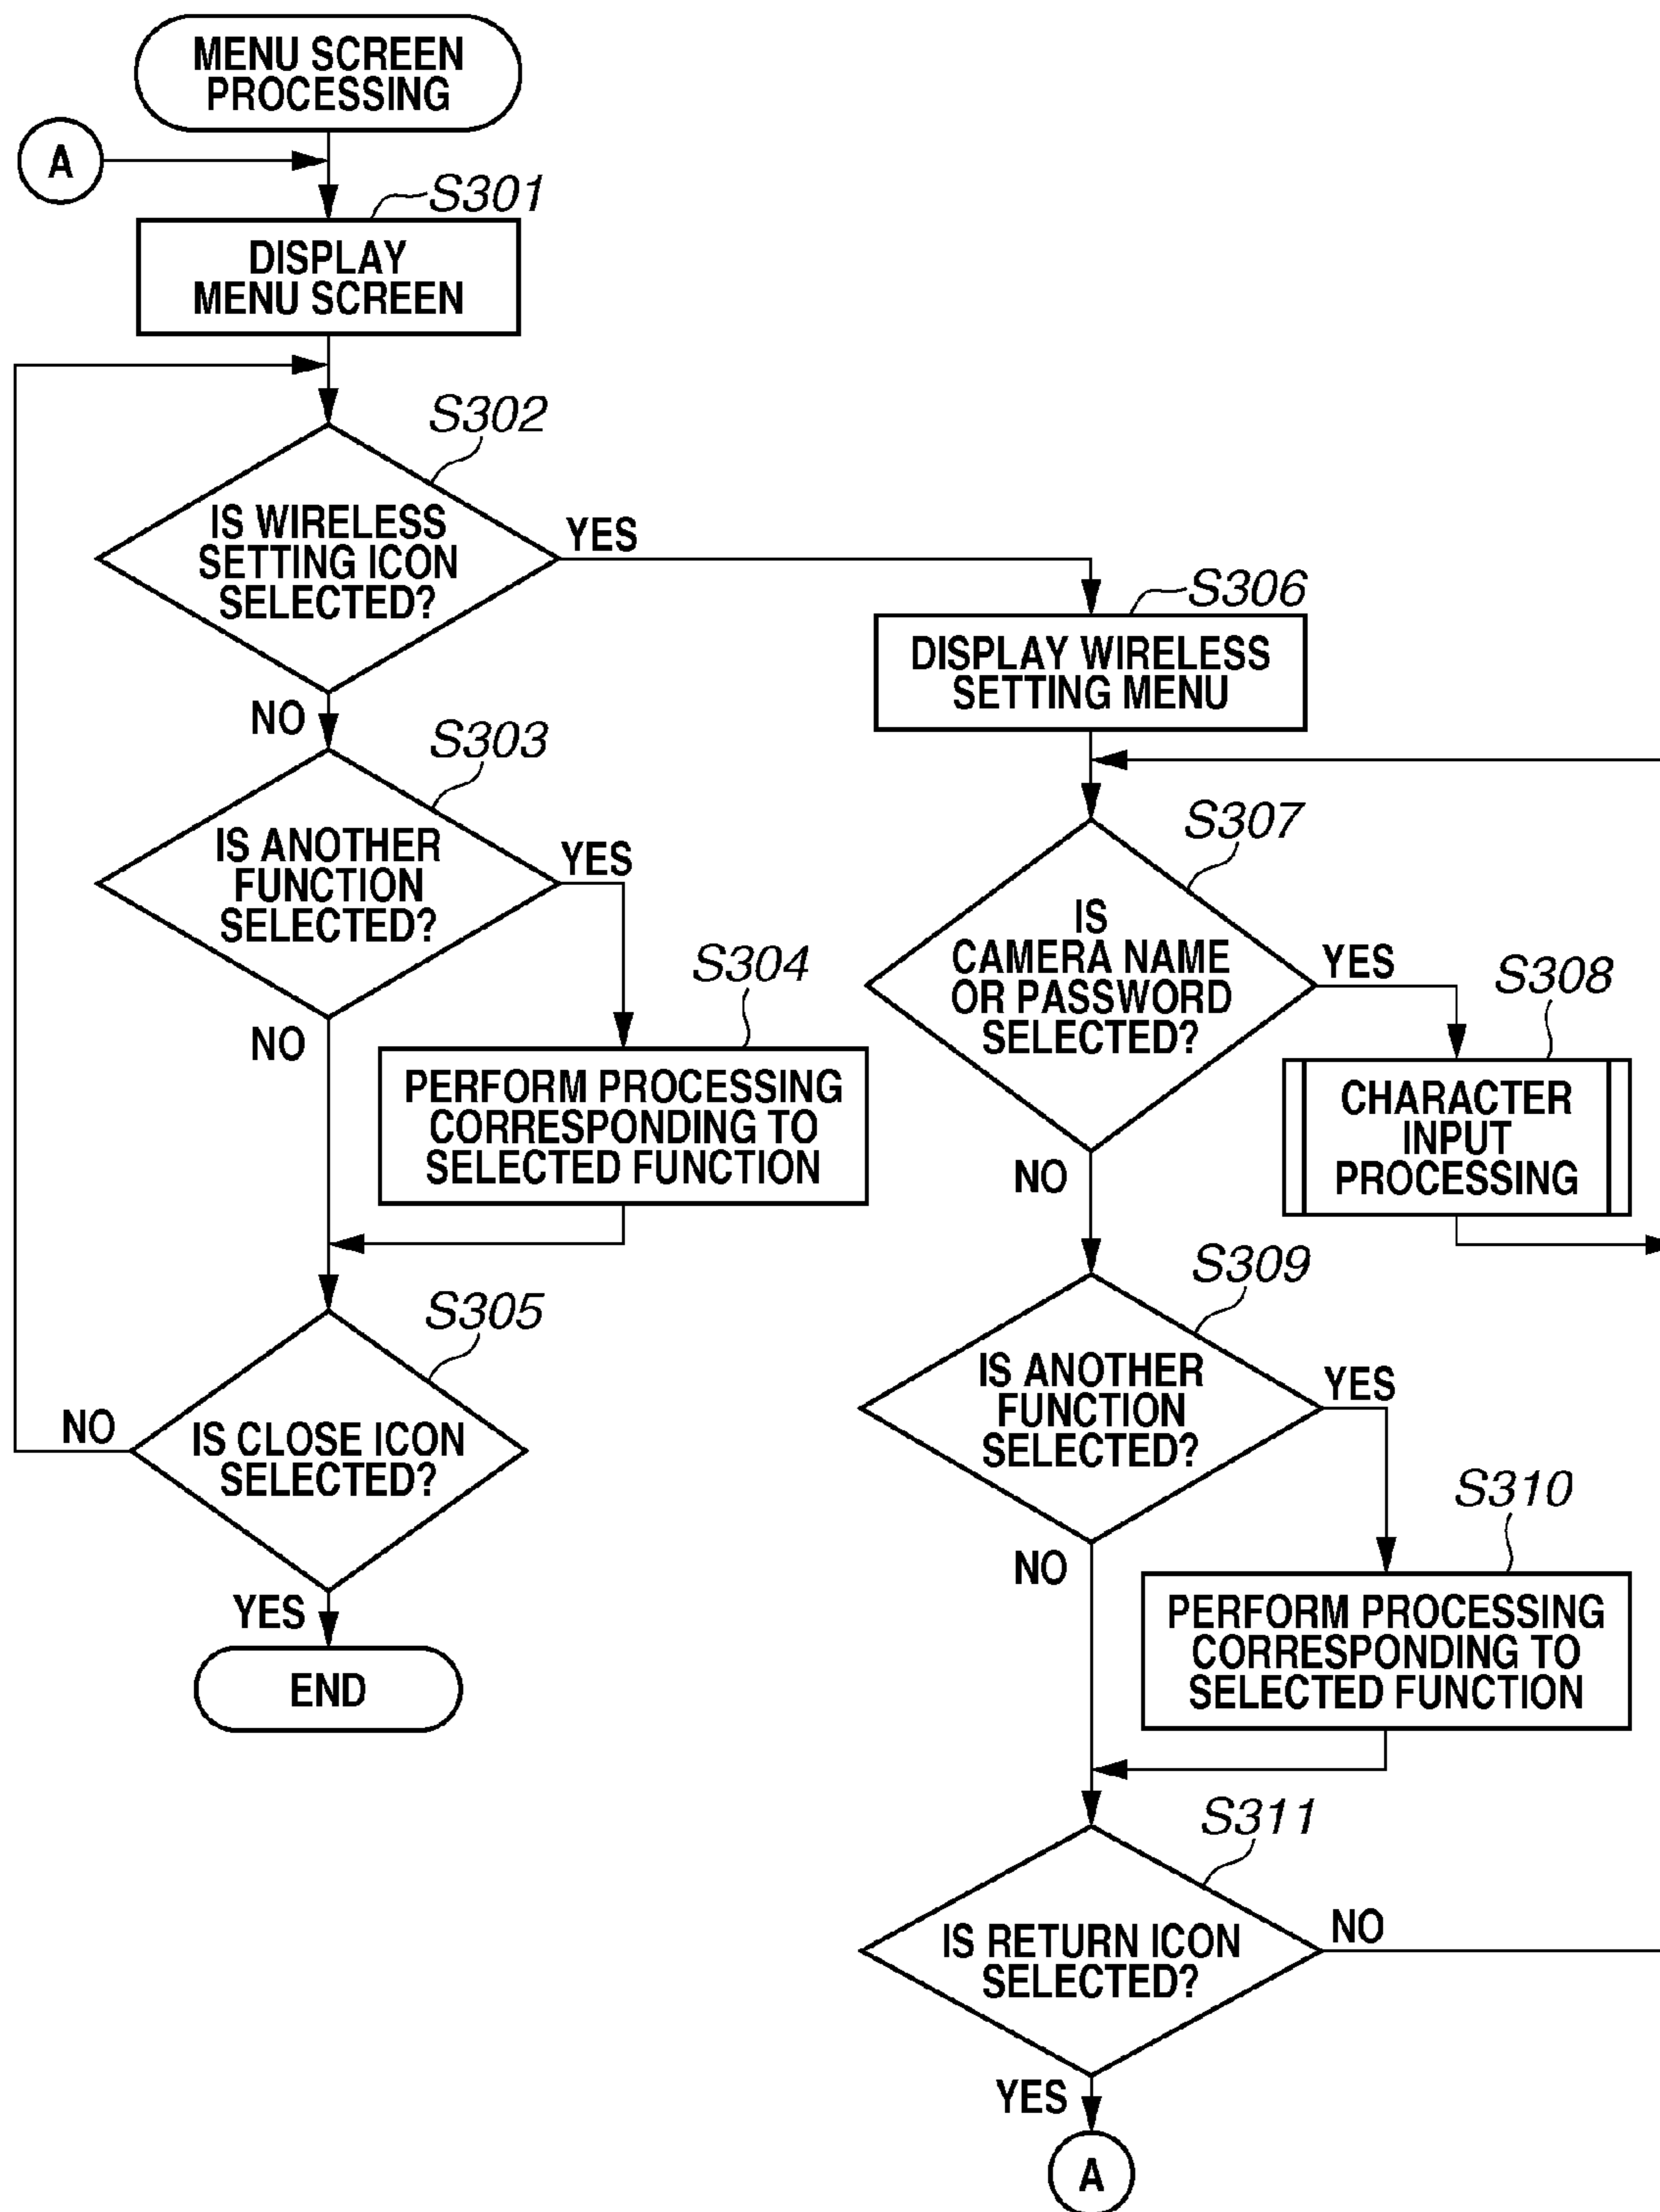 MENU SCREEN
PROCESSING
A
S301
DISPLAY
MENU SCREEN
S302
IS WIRELESS
SETTING ICON
SELECTED?
YES
NO
S303
IS ANOTHER
FUNCTION
SELECTED?
YES
NO
S304
PERFORM PROCESSING
CORRESPONDING TO
SELECTED FUNCTION
S305
IS CLOSE ICON
SELECTED?
NO
YES
END
S306
DISPLAY WIRELESS
SETTING MENU
S307
IS
CAMERA NAME
OR PASSWORD
SELECTED?
YES
NO
S308
CHARACTER
INPUT
PROCESSING
S309
IS ANOTHER
FUNCTION
SELECTED?
YES
NO
S310
PERFORM PROCESSING
CORRESPONDING TO
SELECTED FUNCTION
S311
IS RETURN ICON
SELECTED?
NO
YES
A